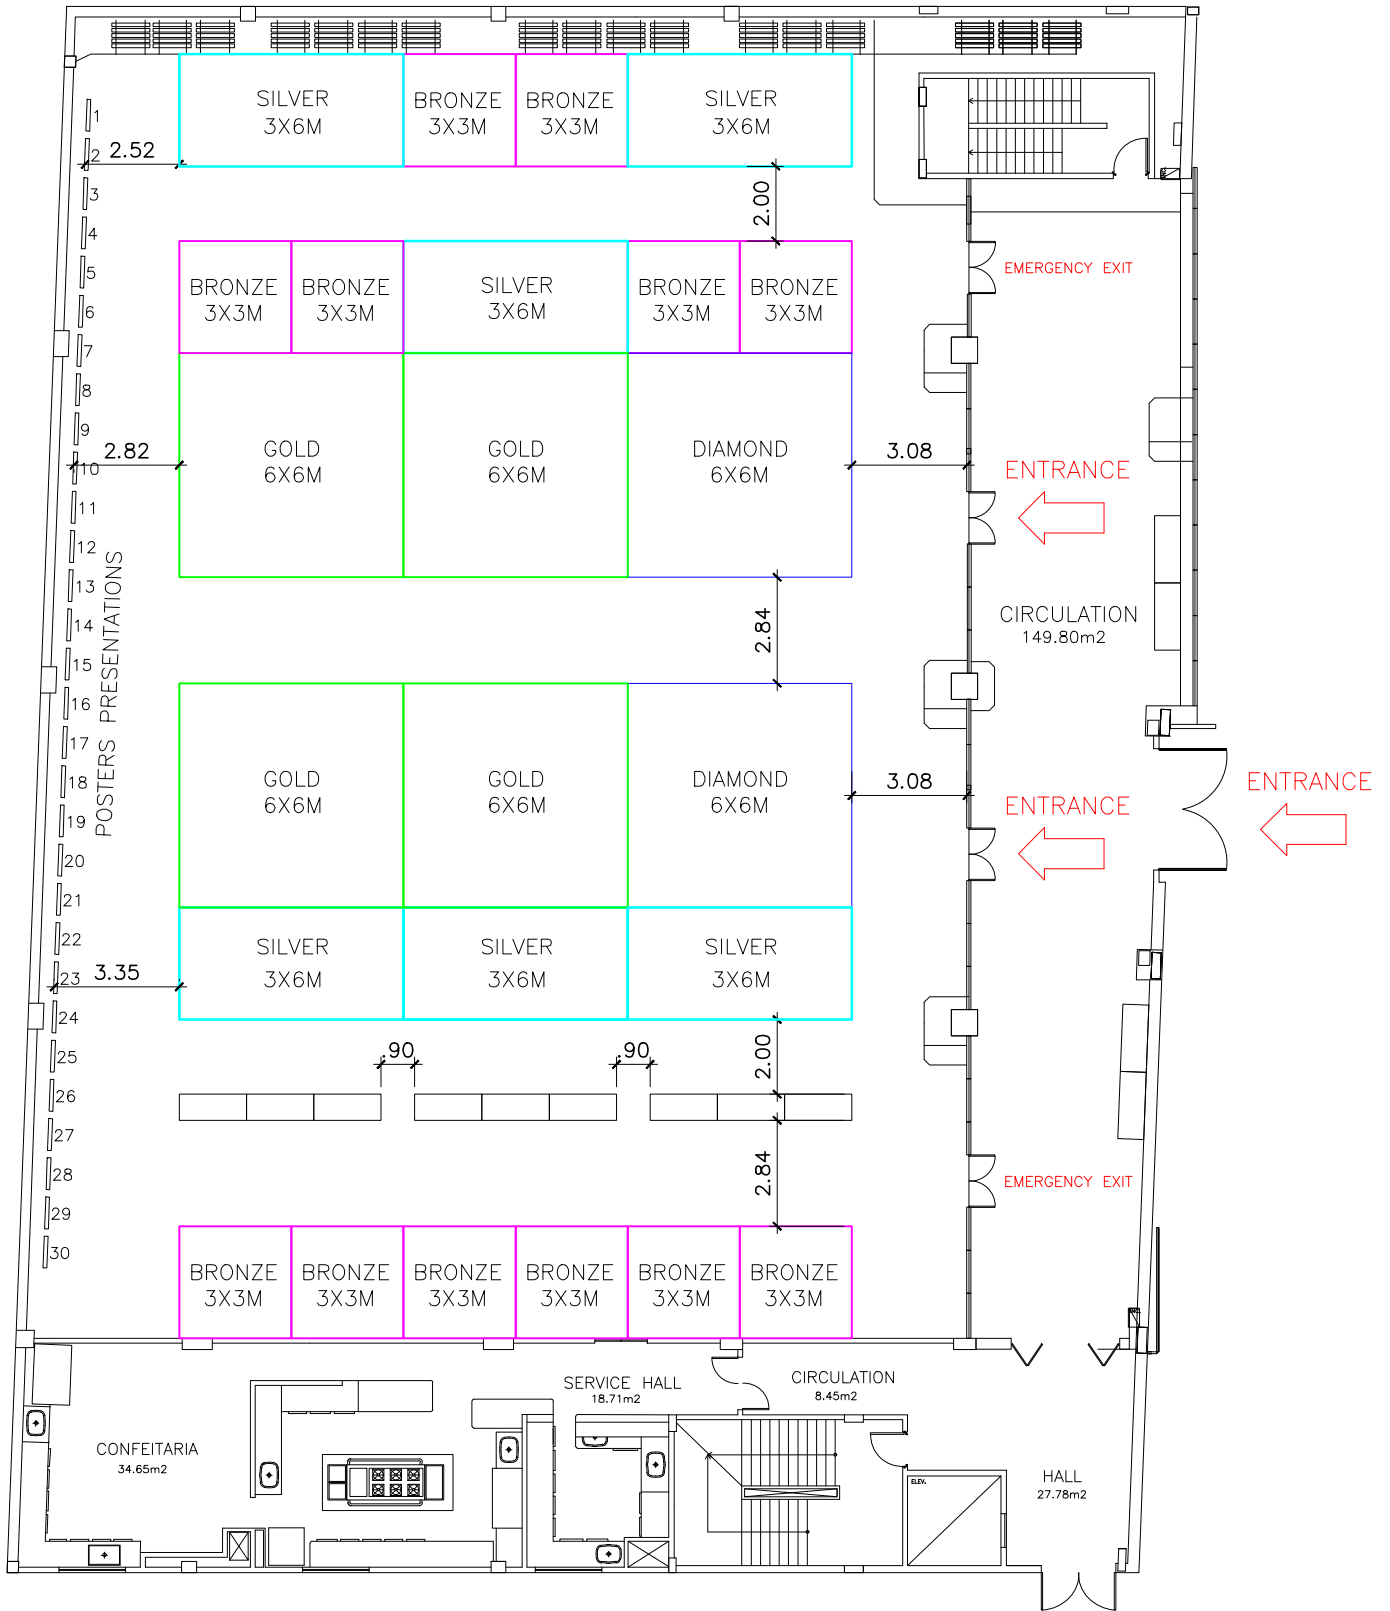 SILVER
3X6M
BRONZE
3X3M
BRONZE
3X3M
SILVER
3X6M
1
2
2.52
3
2.00
4
5
6
7
BRONZE
3X3M
BRONZE
3X3M
SILVER
3X6M
BRONZE
3X3M
BRONZE
3X3M
EMERGENCY EXIT
8
9
10
11
12
13
2.82
GOLD
6X6M
GOLD
6X6M
DIAMOND
6X6M
3.08
ENTRANCE
POSTERS PRESENTATIONS
14
15
16
17
2.84
CIRCULATION
149.80m2
18
19
20
21
GOLD
6X6M
GOLD
6X6M
DIAMOND
6X6M
3.08
ENTRANCE
ENTRANCE
22
23
24
3.35
SILVER
3X6M
SILVER
3X6M
SILVER
3X6M
25
26
27
.90
.90
2.00
28
29
30
2.84
EMERGENCY EXIT
BRONZE
3X3M
BRONZE
3X3M
BRONZE
3X3M
BRONZE
3X3M
BRONZE
3X3M
BRONZE
3X3M
SERVICE HALL
18.71m2
CIRCULATION
8.45m2
CONFEITARIA
34.65m2
ELEV.
HALL
27.78m2